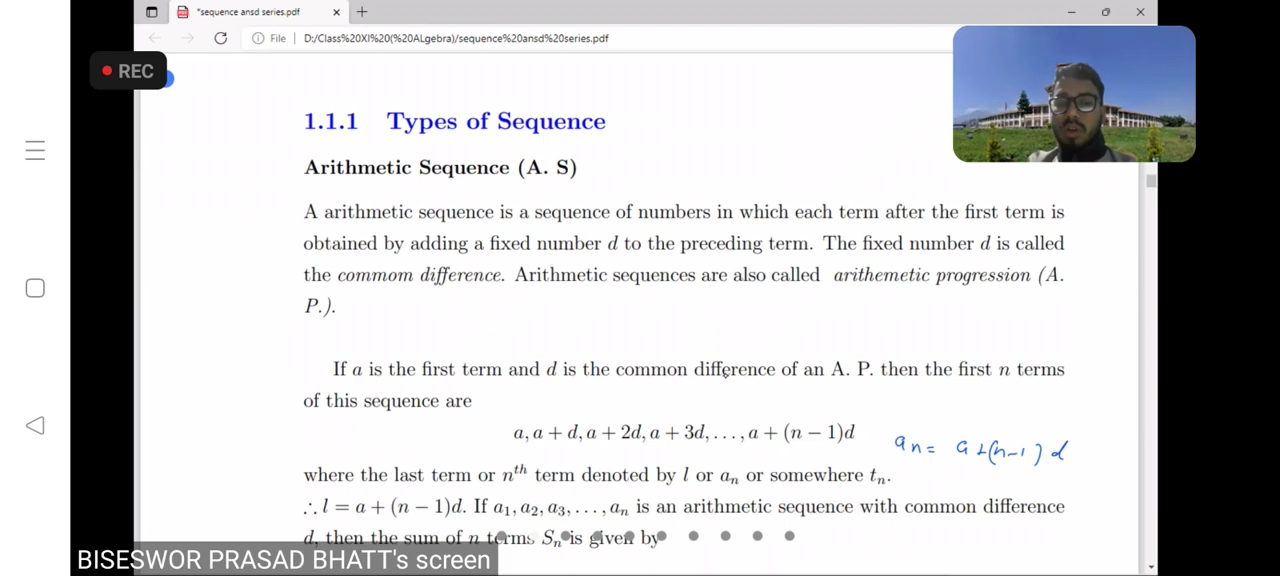 *sequence ansd series.pdf
File | D:/Class%20XI%20(%20ALgebra)/sequence%20ansd%20series.pdf
REC
1.1.1 Types of Sequence
Arithmetic Sequence (A. S)
A arithmetic sequence is a sequence of numbers in which each term after the first term is
obtained by adding a fixed number d to the preceding term. The fixed number d is called
the commom difference. Arithmetic sequences are also called arithemetic progression (A.
P.).
If a is the first term and d is the common difference of an A. P. then the first n terms
of this sequence are
a, a + d, a + 2d, a + 3d, . . . , a + (n − 1)d
an = a+(n-1) d
where the last term or nth term denoted by l or an or somewhere tn.
∴ l = a + (n − 1)d. If a1, a2, a3, . . . , an is an arithmetic sequence with common difference
d, then the sum of n terms Sn is given by
BISESWOR PRASAD BHATT's screen